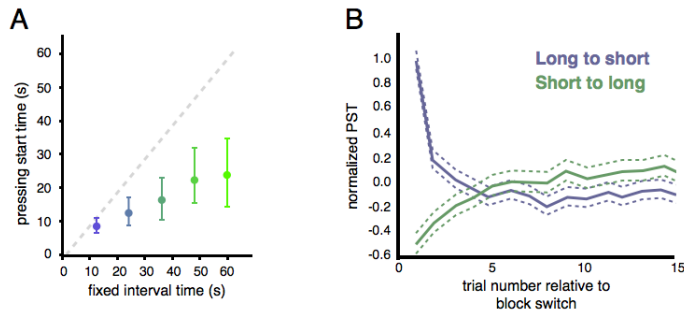 A
pressing start time (s)
60
50
40
30
20
10
0
0 10 20 30 40 50 60
fixed interval time (s)
B
Long to short
Short to long
normalized PST
1.0
0.8
0.6
0.4
0.2
0.0
-0.2
-0.4
-0.6
0 5 10 15
trial number relative to
block switch